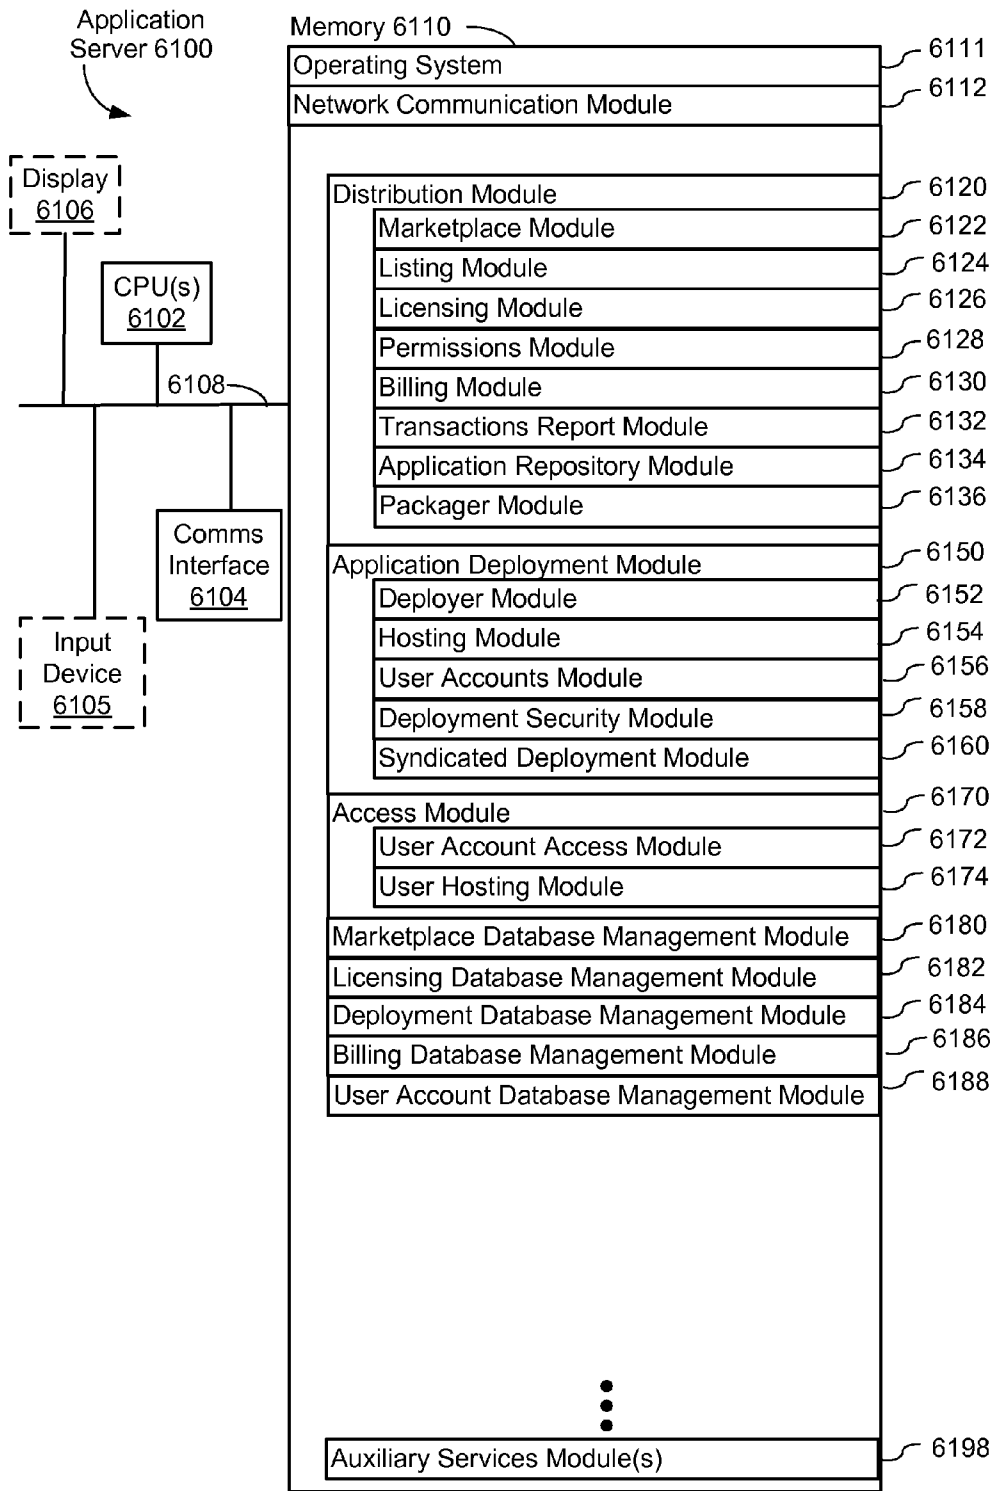 Application
Server 6100
Memory 6110
Operating System
6111
Network Communication Module
6112
Display
6106
CPU(s)
6102
6108
Comms
Interface
6104
Input
Device
6105
Distribution Module
6120
Marketplace Module
6122
Listing Module
6124
Licensing Module
6126
Permissions Module
6128
Billing Module
6130
Transactions Report Module
6132
Application Repository Module
6134
Packager Module
6136
Application Deployment Module
6150
Deployer Module
6152
Hosting Module
6154
User Accounts Module
6156
Deployment Security Module
6158
Syndicated Deployment Module
6160
Access Module
6170
User Account Access Module
6172
User Hosting Module
6174
Marketplace Database Management Module
6180
Licensing Database Management Module
6182
Deployment Database Management Module
6184
Billing Database Management Module
6186
User Account Database Management Module
6188
Auxiliary Services Module(s)
6198